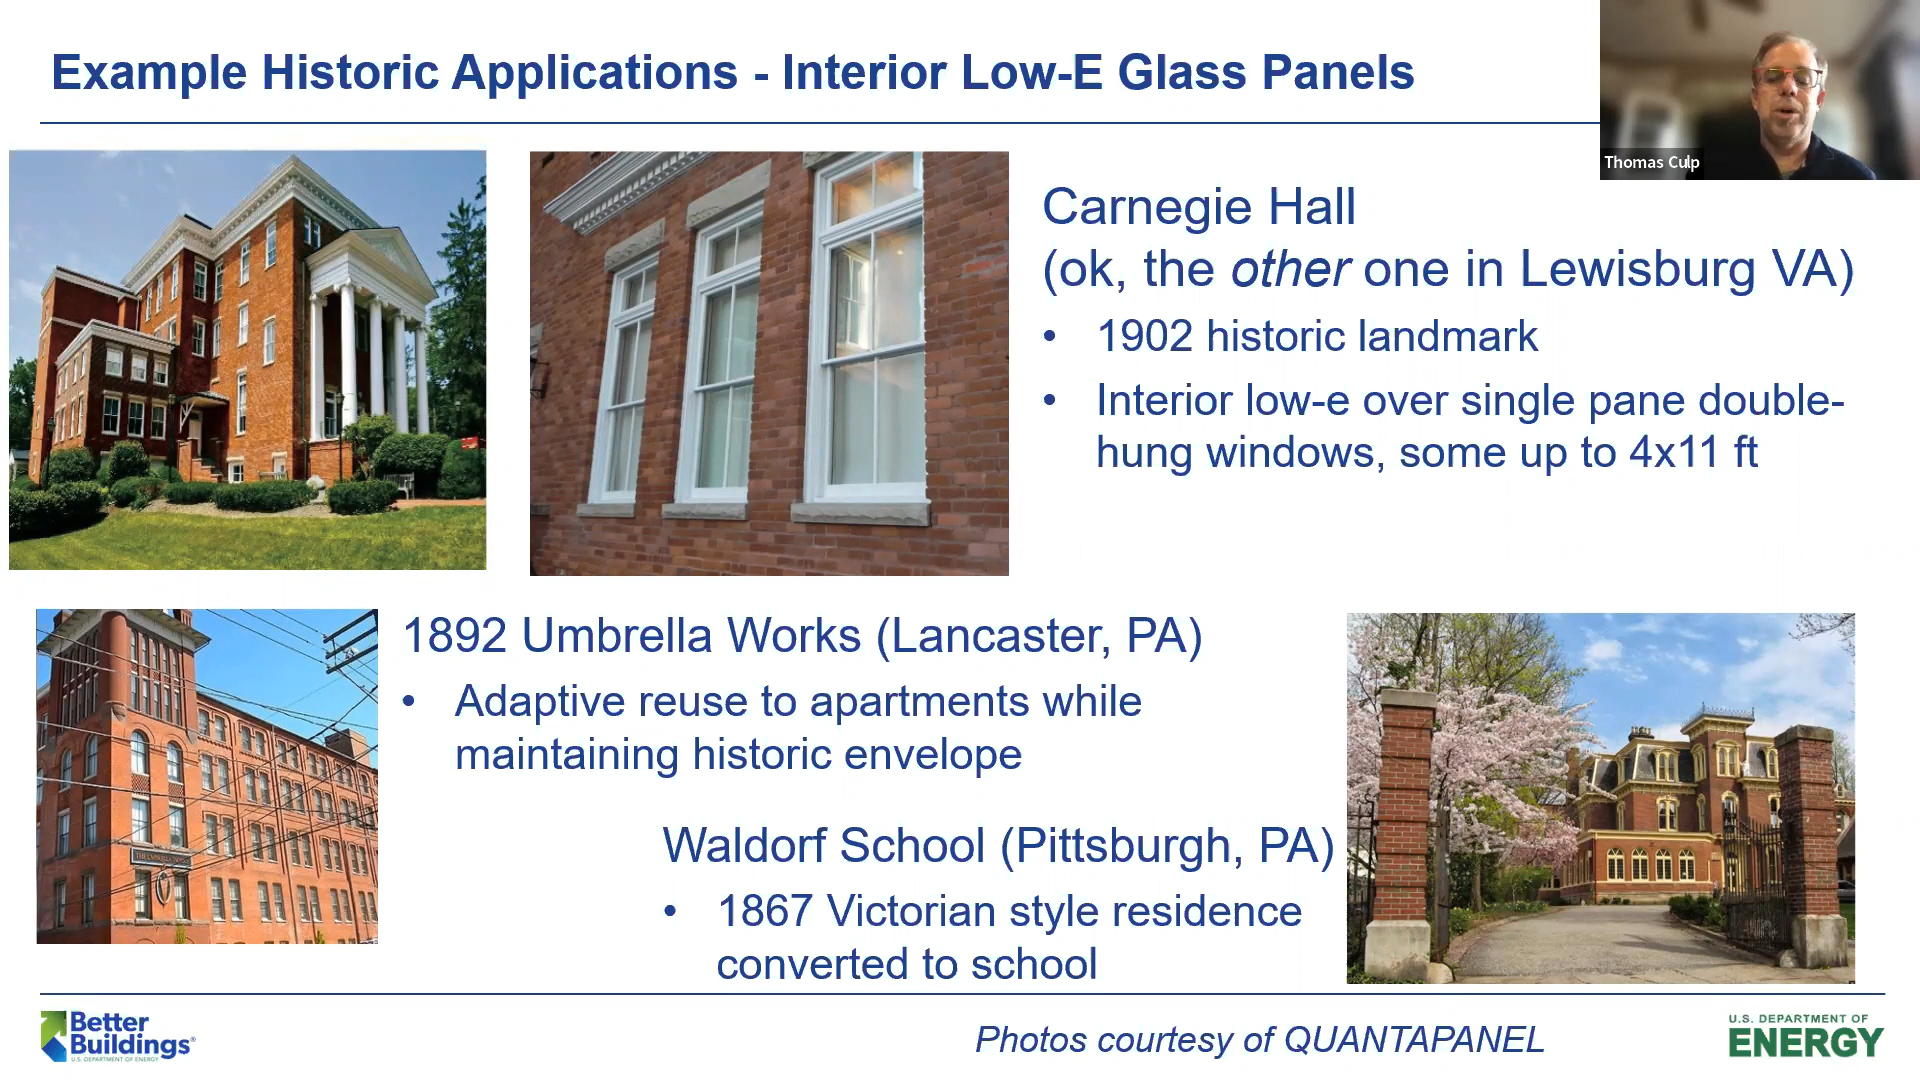 Example Historic Applications - Interior Low-E Glass Panels
Thomas Culp
Carnegie Hall
(ok, the other one in Lewisburg VA)
• 1902 historic landmark
• Interior low-e over single pane double-
hung windows, some up to 4x11 ft
1892 Umbrella Works (Lancaster, PA)
• Adaptive reuse to apartments while
maintaining historic envelope
Waldorf School (Pittsburgh, PA)
• 1867 Victorian style residence
converted to school
Better
Buildings®
U.S. DEPARTMENT OF ENERGY
Photos courtesy of QUANTAPANEL
U.S. DEPARTMENT OF
ENERGY